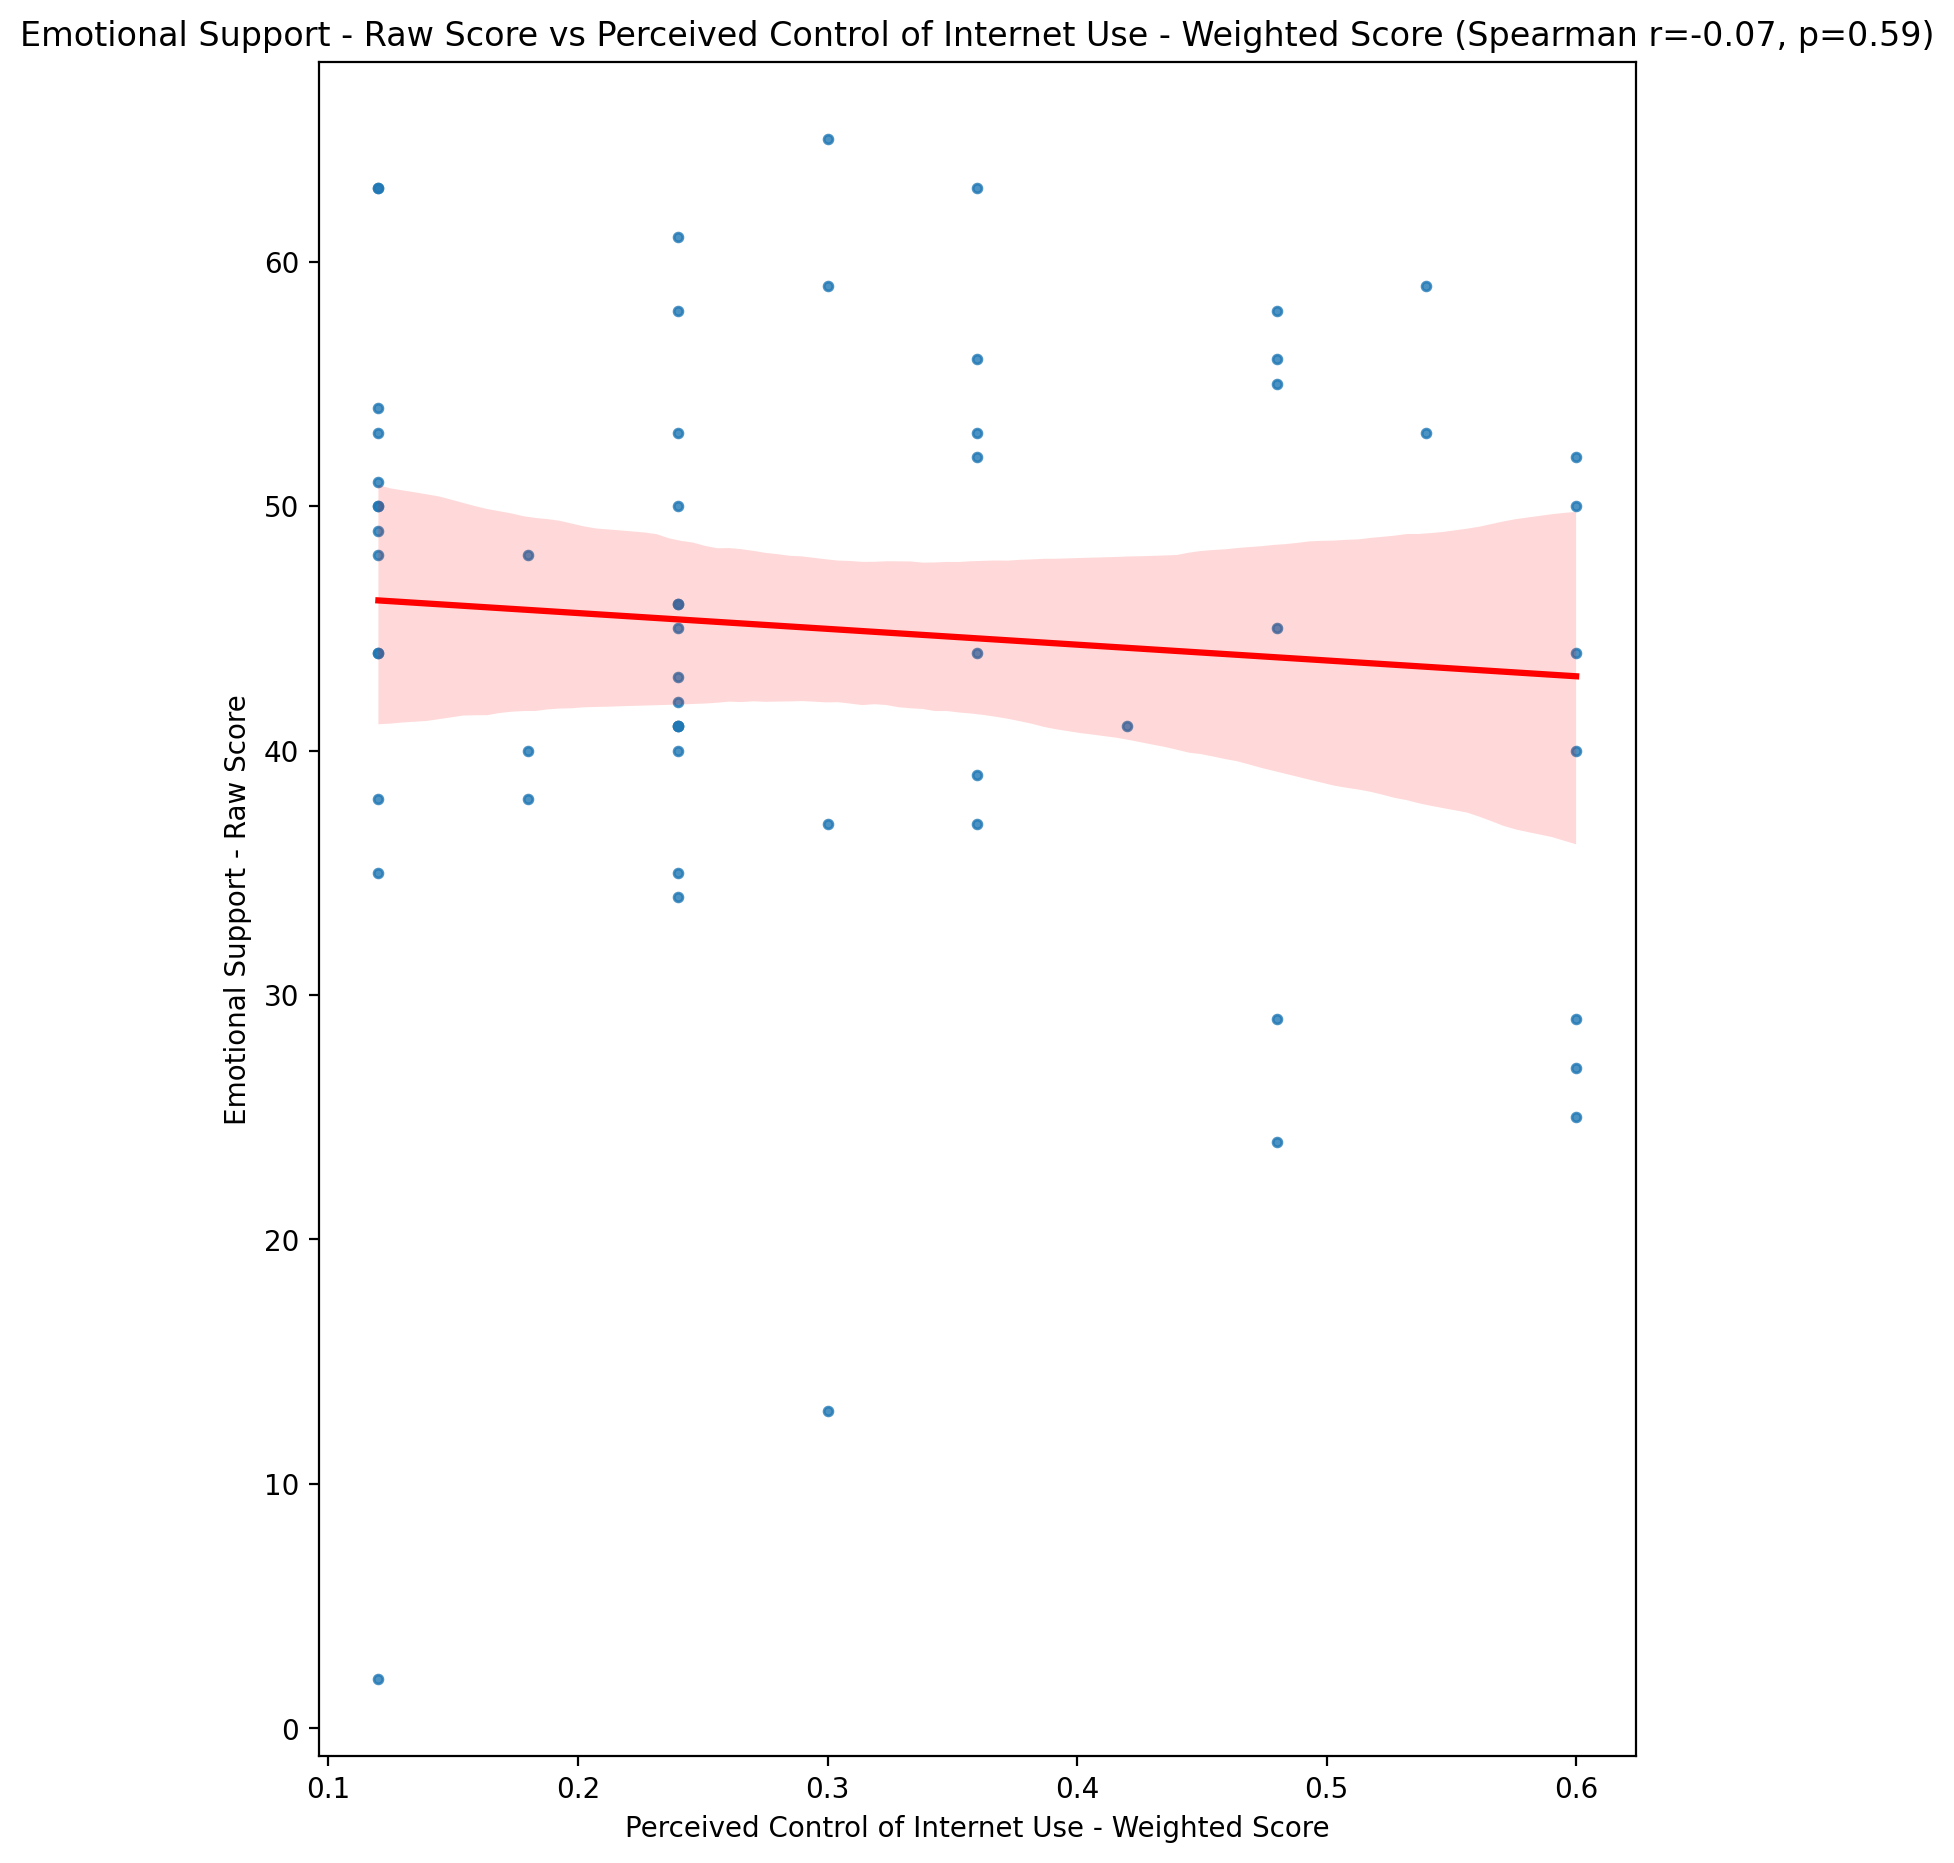 Emotional Support - Raw Score vs Perceived Control of Internet Use - Weighted Score (Spearman r=-0.07, p=0.59)
60
50
40
30
20
10
0
Emotional Support - Raw Score
0.1 0.2 0.3 0.4 0.5 0.6
Perceived Control of Internet Use - Weighted Score